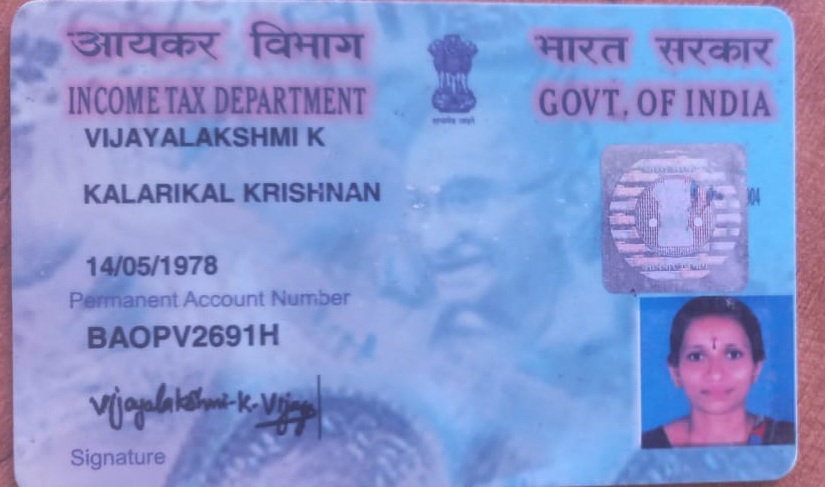 आयकर विभाग भारत सरकार
INCOME TAX DEPARTMENT GOVT. OF INDIA
VIJAYALAKSHMI K
KALARIKAL KRISHNAN
14/05/1978
Permanent Account Number
BAOPV2691H
Vijayalakshmi-K-
Signature